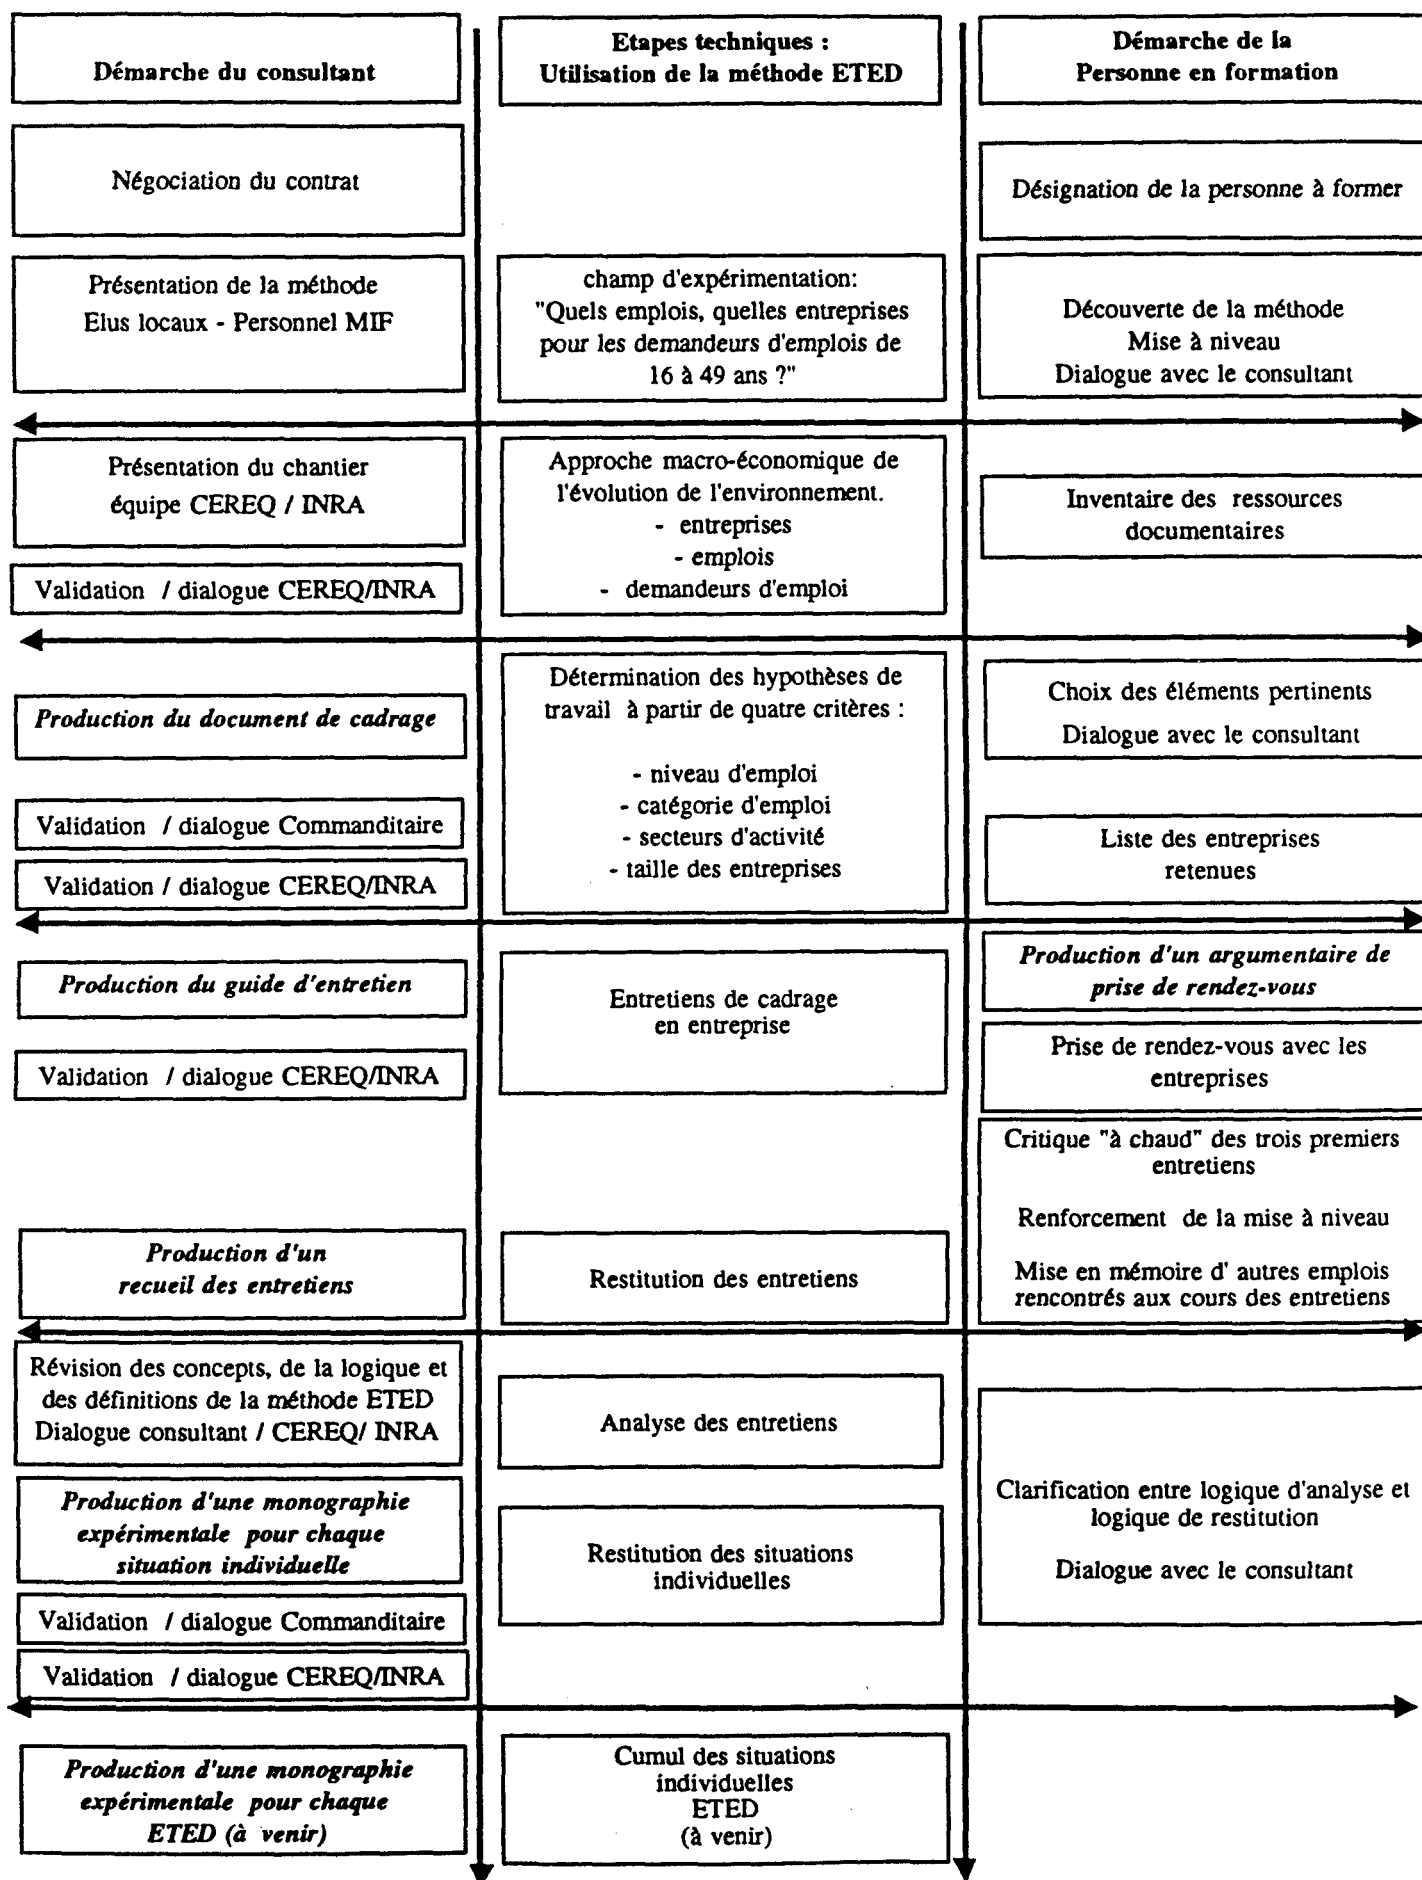 Démarche du consultant
Etapes techniques :
Utilisation de la méthode ETED
Démarche de la
Personne en formation
Négociation du contrat
Désignation de la personne à former
Présentation de la méthode
Elus locaux - Personnel MIF
champ d'expérimentation:
"Quels emplois, quelles entreprises
pour les demandeurs d'emplois de
16 à 49 ans ?"
Découverte de la méthode
Mise à niveau
Dialogue avec le consultant
Présentation du chantier
équipe CEREQ / INRA
Validation / dialogue CEREQ/INRA
Approche macro-économique de
l'évolution de l'environnement.
- entreprises
- emplois
- demandeurs d'emploi
Inventaire des ressources
documentaires
Production du document de cadrage
Validation / dialogue Commanditaire
Validation / dialogue CEREQ/INRA
Détermination des hypothèses de
travail à partir de quatre critères :
- niveau d'emploi
- catégorie d'emploi
- secteurs d'activité
- taille des entreprises
Choix des éléments pertinents
Dialogue avec le consultant
Liste des entreprises
retenues
Production du guide d'entretien
Validation / dialogue CEREQ/INRA
Entretiens de cadrage
en entreprise
Production d'un argumentaire de
prise de rendez-vous
Prise de rendez-vous avec les
entreprises
Critique "à chaud" des trois premiers
entretiens
Renforcement de la mise à niveau
Mise en mémoire d' autres emplois
rencontrés aux cours des entretiens
Production d'un
recueil des entretiens
Restitution des entretiens
Révision des concepts, de la logique et
des définitions de la méthode ETED
Dialogue consultant / CEREQ/ INRA
Analyse des entretiens
Clarification entre logique d'analyse et
logique de restitution
Dialogue avec le consultant
Production d'une monographie
expérimentale pour chaque
situation individuelle
Validation / dialogue Commanditaire
Validation / dialogue CEREQ/INRA
Restitution des situations
individuelles
Production d'une monographie
expérimentale pour chaque
ETED (à venir)
Cumul des situations
individuelles
ETED
(à venir)